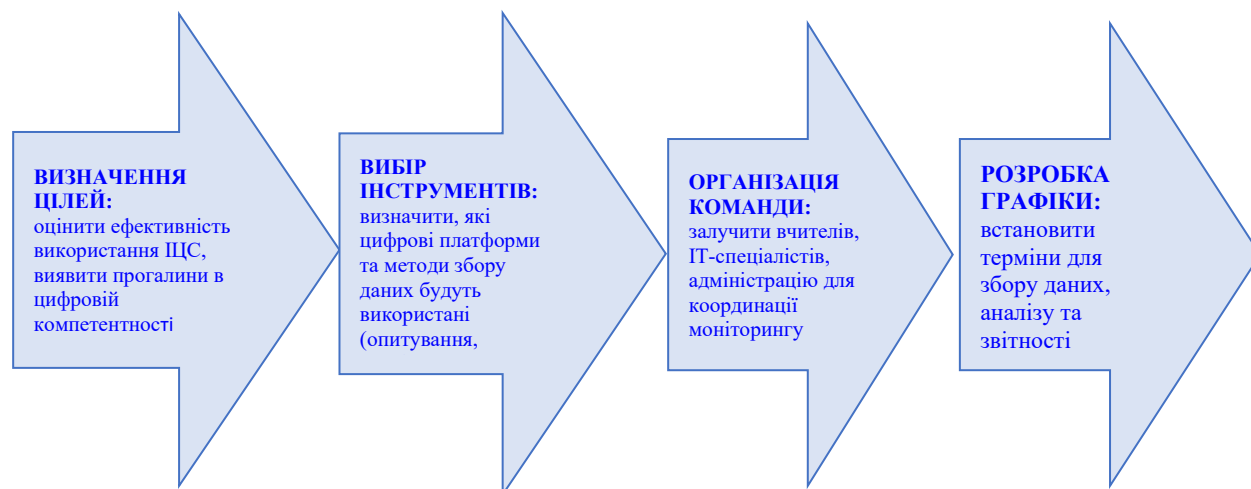 ВИЗНАЧЕННЯ
ЦІЛЕЙ:
оцінити ефективність
використання ІЦС,
виявити прогалини в
цифровій
компетентності
ВИБІР
ІНСТРУМЕНТІВ:
визначити, які
цифрові платформи
та методи збору
даних будуть
використані
(опитування,
ОРГАНІЗАЦІЯ
КОМАНДИ:
залучити вчителів,
ІТ-спеціалістів,
адміністрацію для
координації
моніторингу
РОЗРОБКА
ГРАФІКИ:
встановити
терміни для
збору даних,
аналізу та
звітності